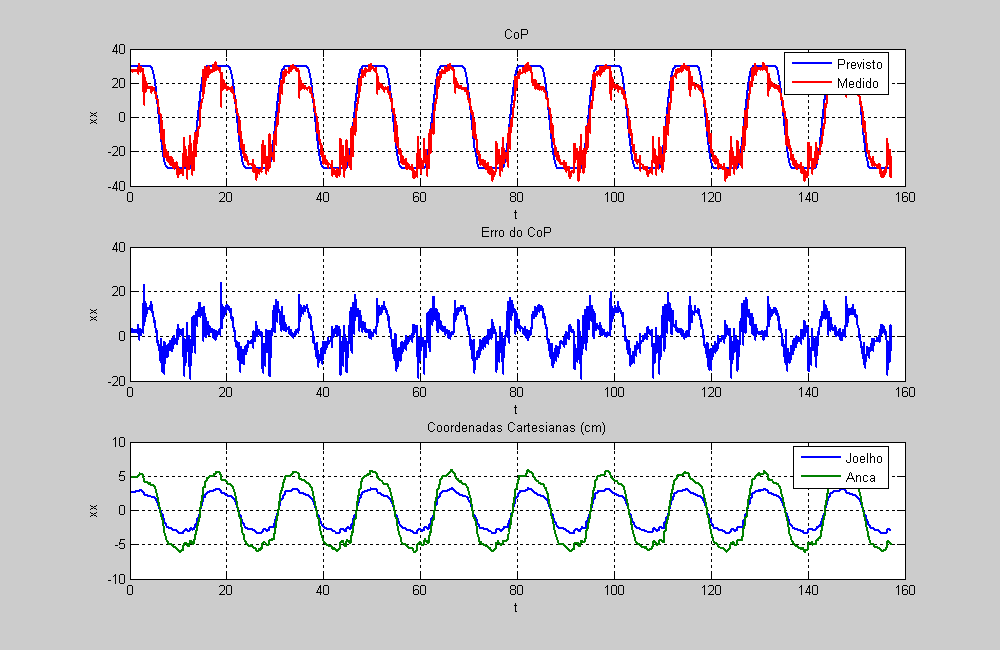 CoP
40
20
0
-20
-40
xx
0 20 40 60 80 100 120 140 160
t
Previsto
Medido
Erro do CoP
40
20
0
-20
xx
0 20 40 60 80 100 120 140 160
t
Coordenadas Cartesianas (cm)
10
5
0
-5
-10
xx
0 20 40 60 80 100 120 140 160
t
Joelho
Anca